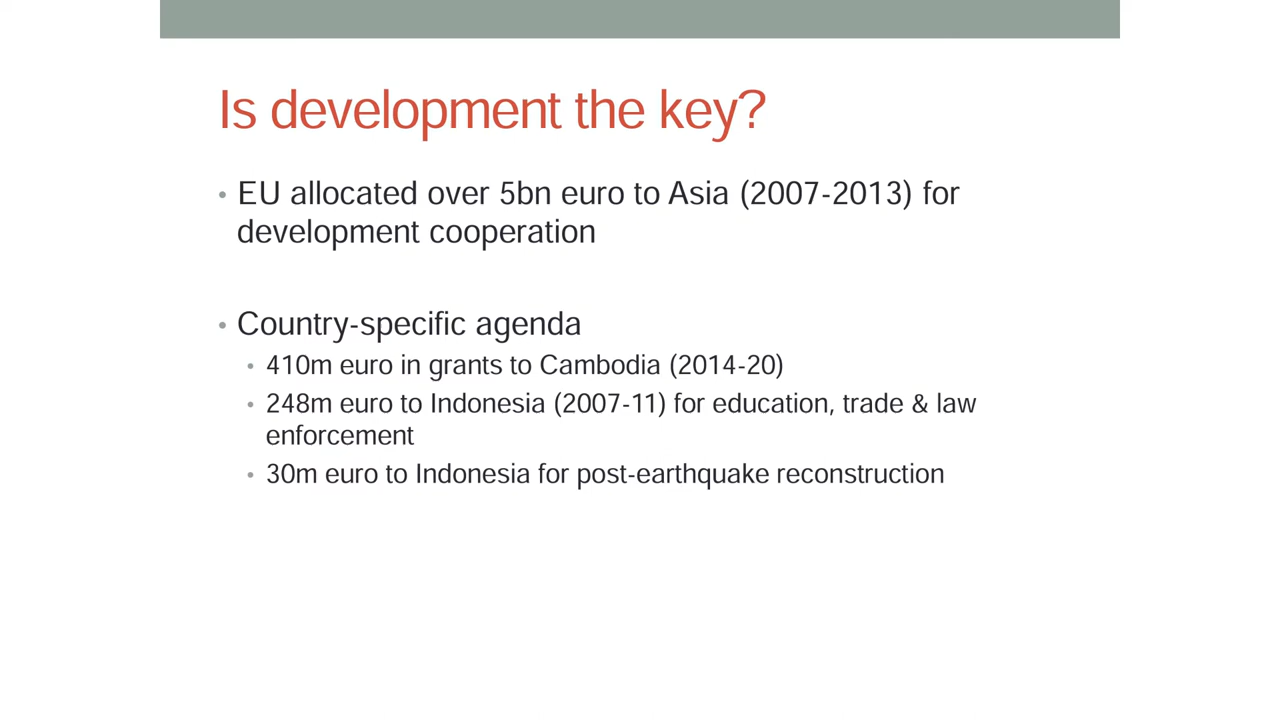 Is development the key?
• EU allocated over 5bn euro to Asia (2007-2013) for
development cooperation
• Country-specific agenda
• 410m euro in grants to Cambodia (2014-20)
• 248m euro to Indonesia (2007-11) for education, trade & law
enforcement
• 30m euro to Indonesia for post-earthquake reconstruction